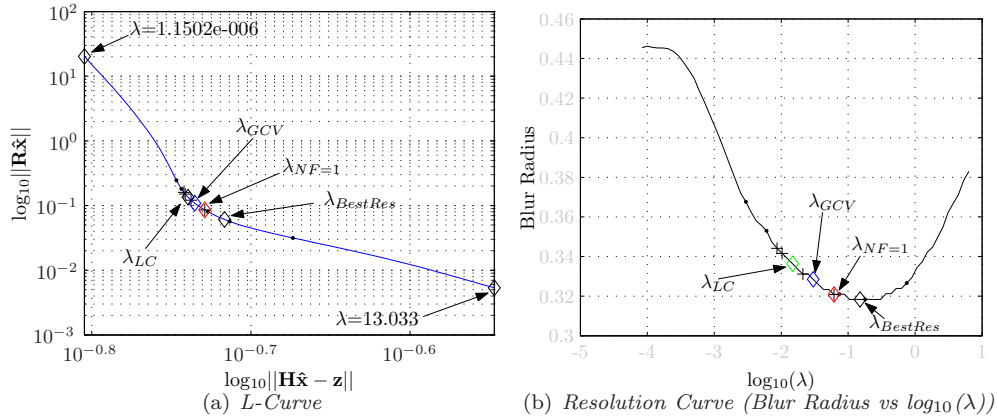 10^2
10^1
10^0
10^-1
10^-2
10^-3
log10||Rx̂||
λ=1.1502e-006
λGCV
λNF=1
λBestRes
λLC
λ=13.033
10^-0.8
10^-0.7
10^-0.6
log10||Hx̂ − z||
(a) L-Curve
0.46
0.44
0.42
0.4
0.38
0.36
0.34
0.32
0.3
Blur Radius
λGCV
λNF=1
λLC
λBestRes
-5
-4
-3
-2
-1
0
1
log10(λ)
(b) Resolution Curve (Blur Radius vs log10(λ))